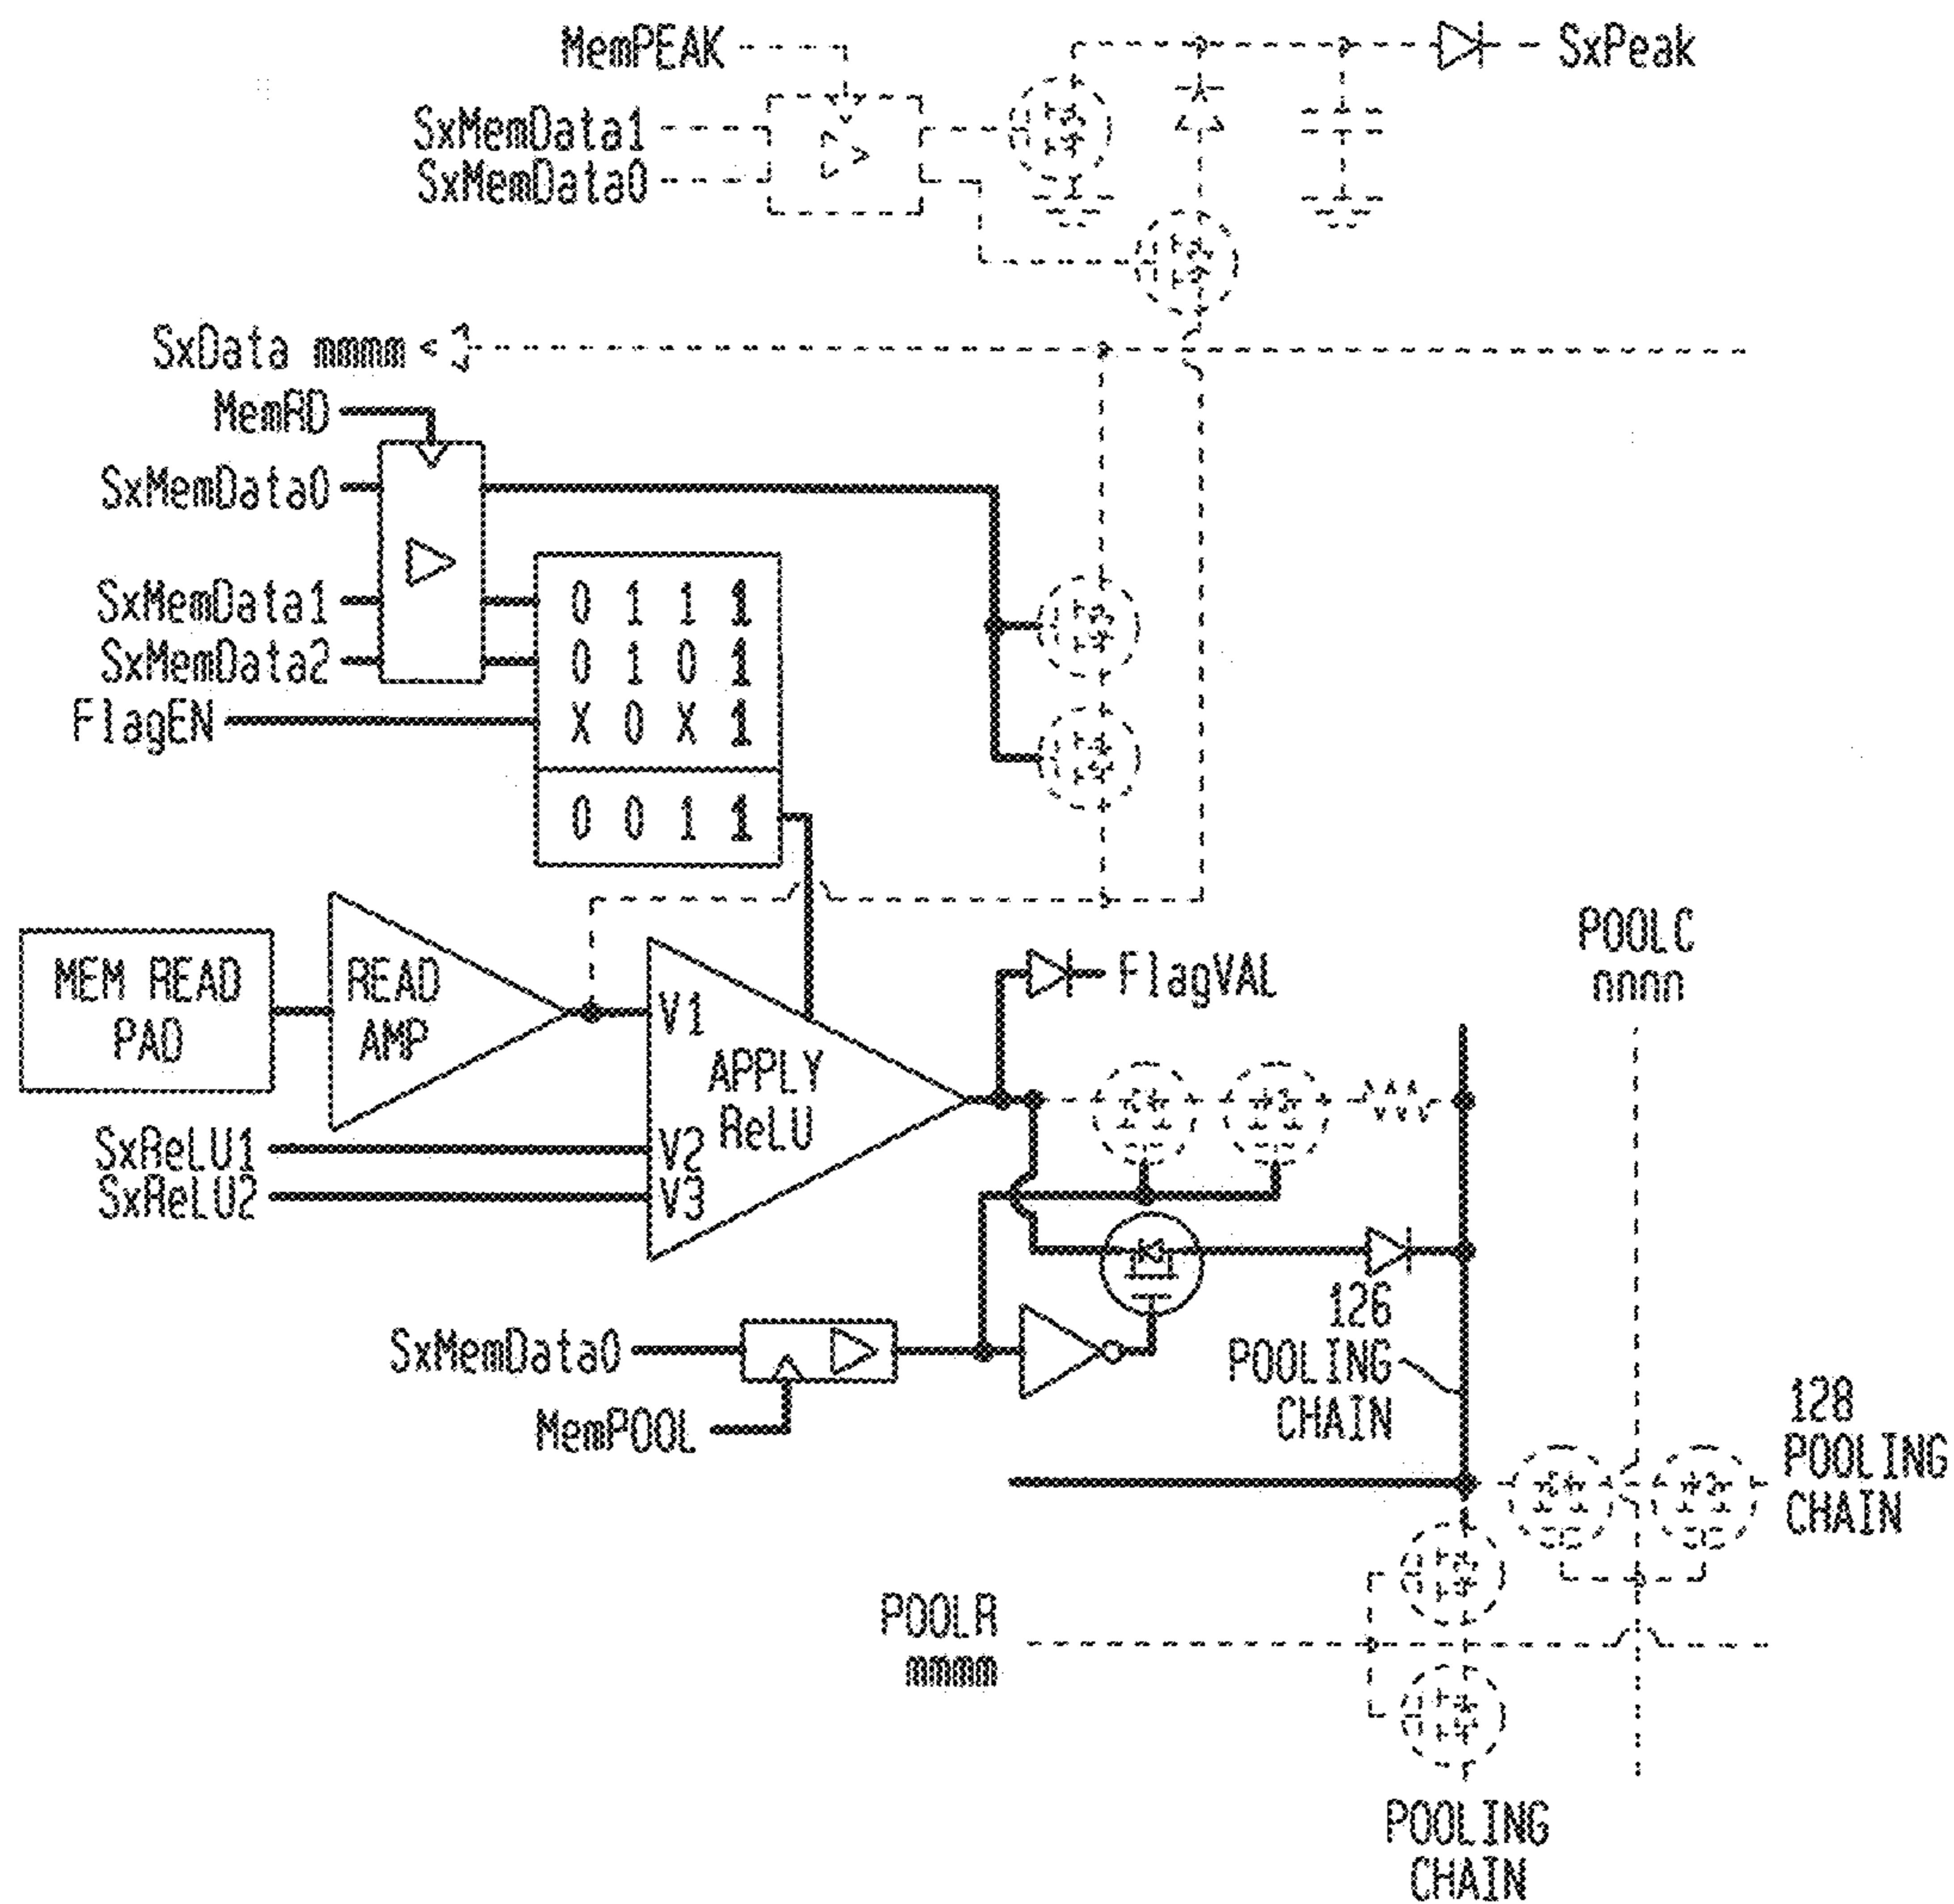 MemPEAK
SxPeak
SxMemData1
SxMemData0
SxData mmmm <
MemRD
SxMemData0
SxMemData1
SxMemData2
FlagEN
0 1 1 1
0 1 0 1
X 0 X 1
0 0 1 1
MEM READ
PAD
READ
AMP
V1
APPLY
ReLU
V2
V3
SxReLU1
SxReLU2
FlagVAL
POOLC
nnnn
SxMemData0
MemPOOL
126
POOLING
CHAIN
128
POOLING
CHAIN
POOLR
mmmm
POOLING
CHAIN